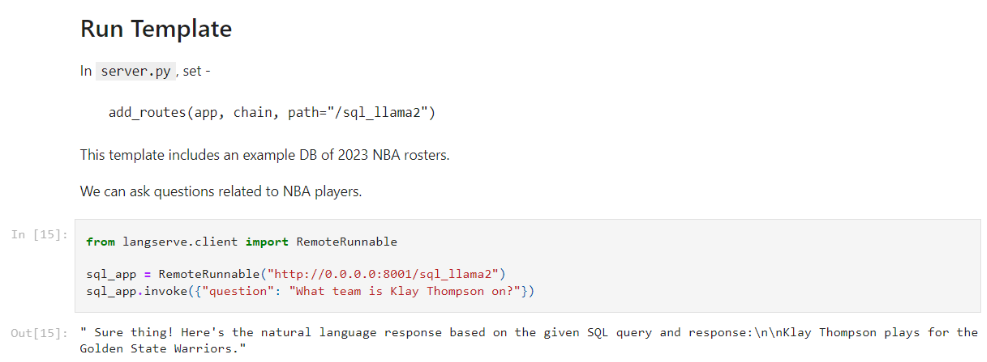 Run Template
In server.py, set -
add_routes(app, chain, path="/sql_llama2")
This template includes an example DB of 2023 NBA rosters.
We can ask questions related to NBA players.
In [15]:
from langserve.client import RemoteRunnable
sql_app = RemoteRunnable("http://0.0.0.0:8001/sql_llama2")
sql_app.invoke({"question": "What team is Klay Thompson on?"})
Out[15]: " Sure thing! Here's the natural language response based on the given SQL query and response:\n\nKlay Thompson plays for the
Golden State Warriors."